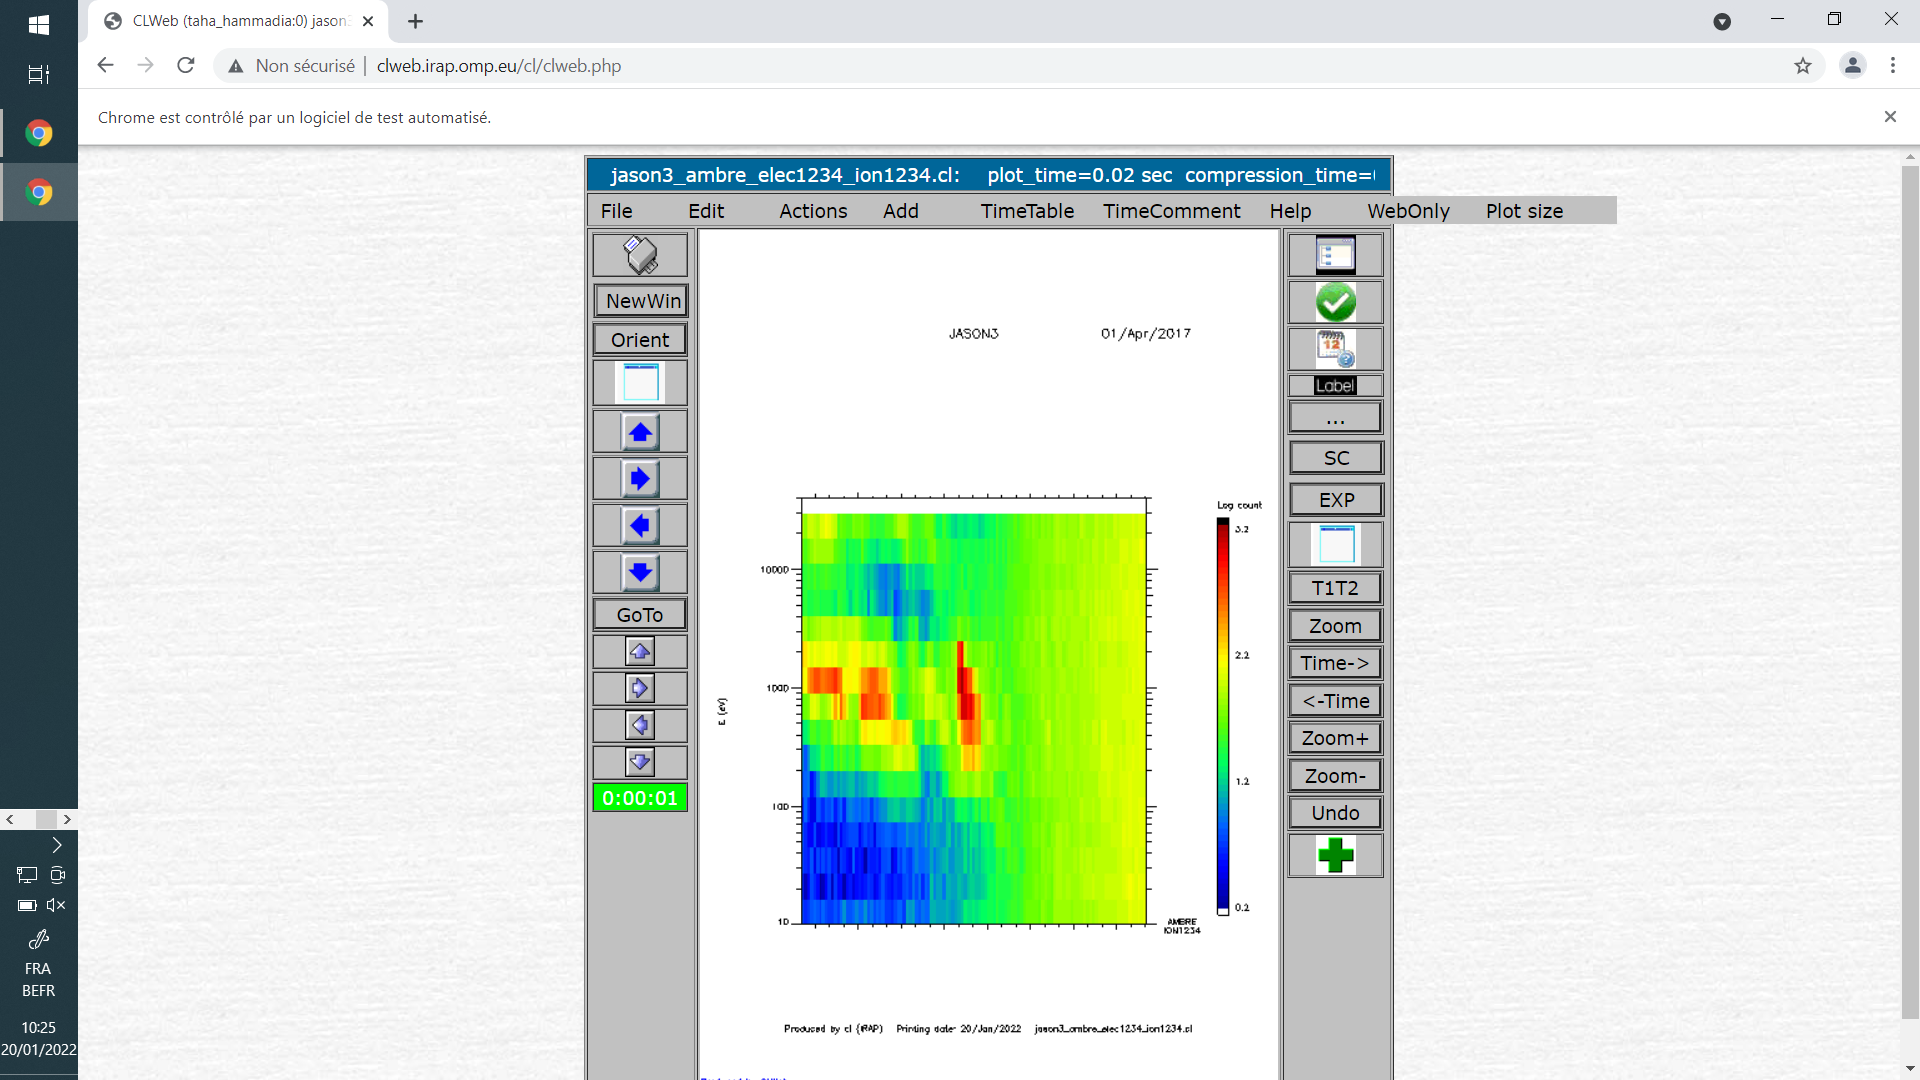 CLWeb (taha_hammadia:0) jason3
Non sécurisé | clweb.irap.omp.eu/cl/clweb.php
Chrome est contrôlé par un logiciel de test automatisé.
jason3_ambre_elec1234_ion1234.cl: plot_time=0.02 sec compression_time=
File Edit Actions Add TimeTable TimeComment Help WebOnly Plot size
NewWin
Orient
GoTo
0:00:01
JASON3 01/Apr/2017
E (eV)
10000
1000
100
10
Log count
3.2
2.2
1.2
0.2
AMBRE
ION1234
Produced by cl (IRAP) Printing date: 20/Jan/2022 jason3_ambre_elec1234_ion1234.cl
12
Label
...
SC
EXP
T1T2
Zoom
Time->
<-Time
Zoom+
Zoom-
Undo
FRA
BEFR
10:25
20/01/2022